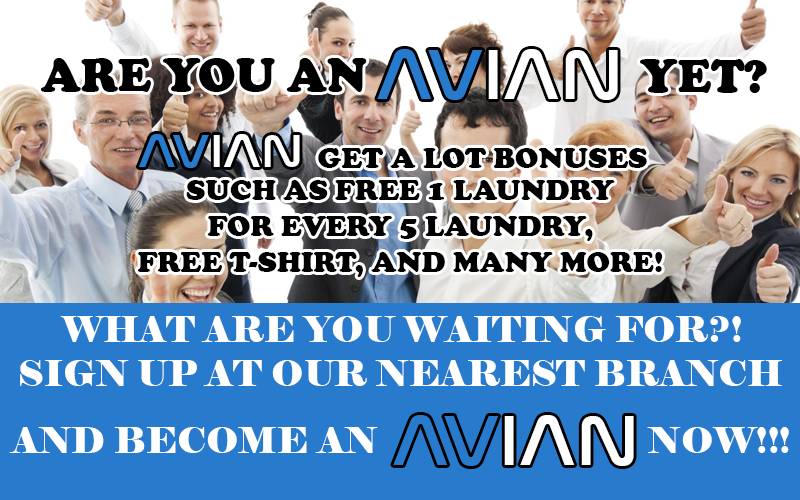 ARE YOU AN AVIAN YET?
AVIAN GET A LOT BONUSES
SUCH AS FREE 1 LAUNDRY
FOR EVERY 5 LAUNDRY,
FREE T-SHIRT, AND MANY MORE!
WHAT ARE YOU WAITING FOR?!
SIGN UP AT OUR NEAREST BRANCH
AND BECOME AN AVIAN NOW!!!